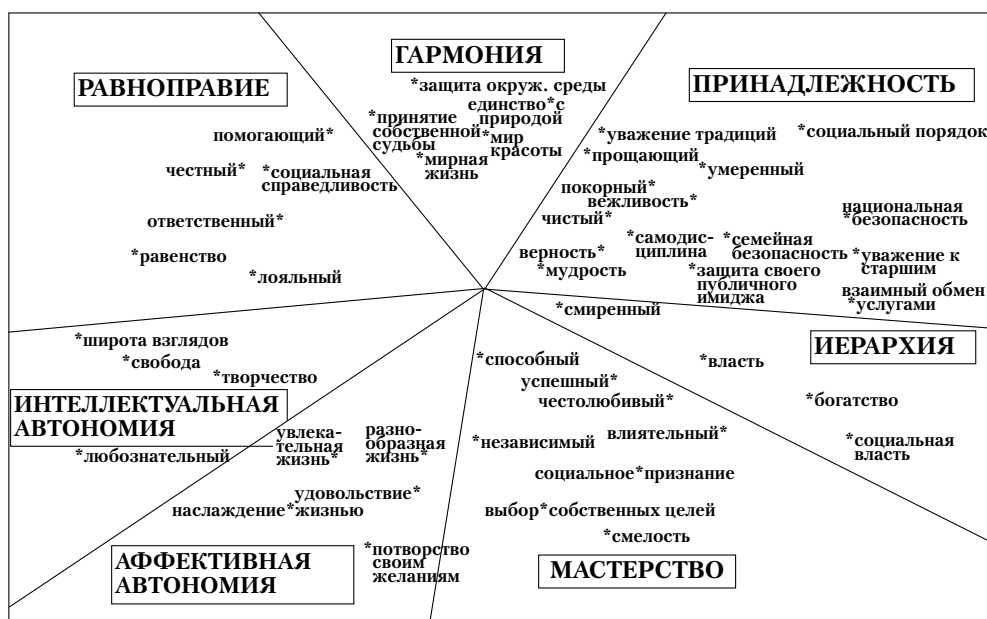 РАВНОПРАВИЕ
помогающий*
честный*
*социальная
справедливость
ответственный*
*равенство
*лояльный
ГАРМОНИЯ
*защита окруж. среды
единство*с
природой
*принятие
собственной
судьбы
*мир
красоты
*мирная
жизнь
ПРИНАДЛЕЖНОСТЬ
*уважение традиций
*социальный порядок
*прощающий
*умеренный
покорный*
вежливость*
чистый*
национальная
*безопасность
верность*
*самодис-
циплина
*семейная
безопасность
*уважение к
старшим
*мудрость
*защита своего
публичного
имиджа
взаимный обмен
*услугами
*смиренный
ИЕРАРХИЯ
*власть
*богатство
*социальная
власть
*способный
успешный*
честолюбивый*
*независимый
влиятельный*
социальное*признание
выбор*собственных целей
*смелость
МАСТЕРСТВО
*широта взглядов
*свобода
*творчество
ИНТЕЛЛЕКТУАЛЬНАЯ
АВТОНОМИЯ
*любознательный
увлека-
тельная
жизнь*
разно-
образная
жизнь*
удовольствие*
наслаждение*жизнью
*потворство
своим
желаниям
АФФЕКТИВНАЯ
АВТОНОМИЯ